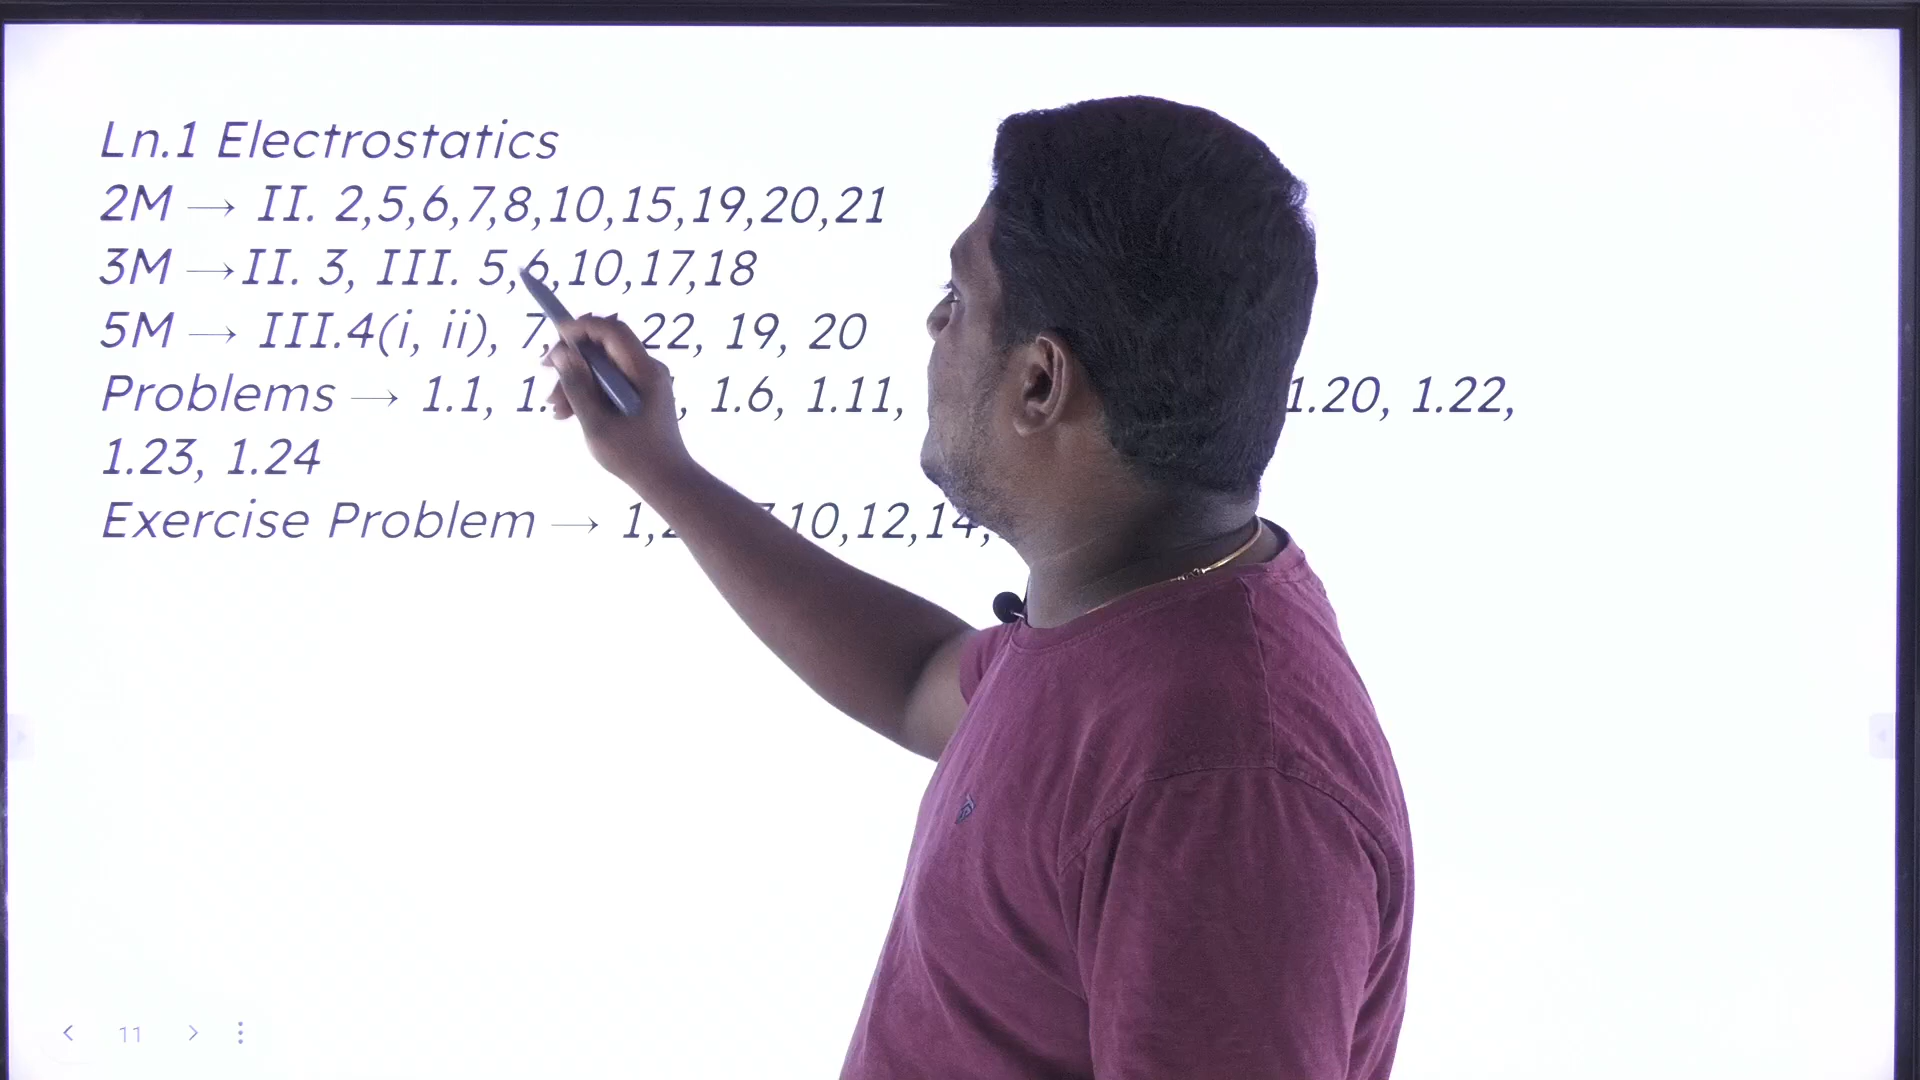 Ln.1 Electrostatics
2M → II. 2,5,6,7,8,10,15,19,20,21
3M → II. 3, III. 5,6,10,17,18
5M → III.4(i, ii), 7, 22, 19, 20
Problems → 1.1, 1.6, 1.11, 1.20, 1.22,
1.23, 1.24
Exercise Problem → 1, 10,12,14,
11